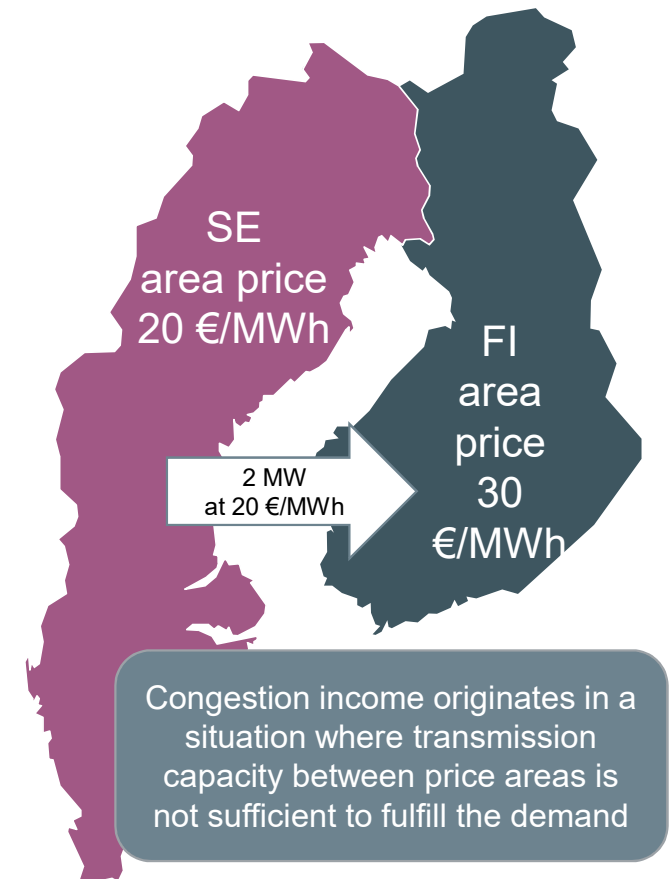 SE
area price
20 €/MWh
FI
area
price
30
€/MWh
2 MW
at 20 €/MWh
Congestion income originates in a
situation where transmission
capacity between price areas is
not sufficient to fulfill the demand